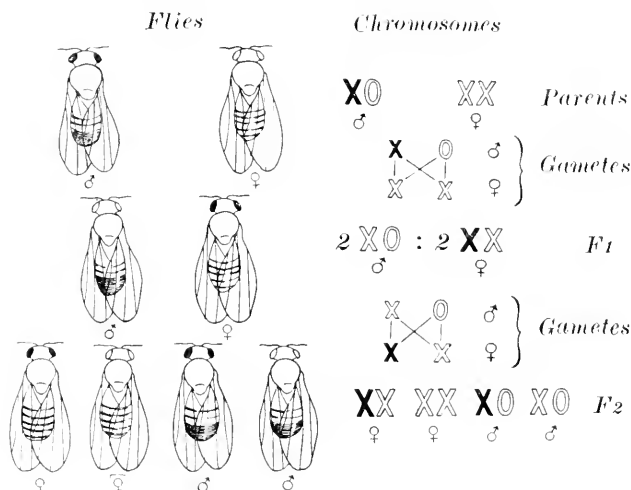 Flies
Chromosomes
XO
XX
Parents
♂
♀
X O ♂
Gametes
X X ♀
2 XO : 2 XX
F1
♂
♀
X O ♂
Gametes
X X ♀
XX XX XO XO F2
♀ ♀ ♂ ♂
♂
♀
♂
♀
♀
♀
♂
♂